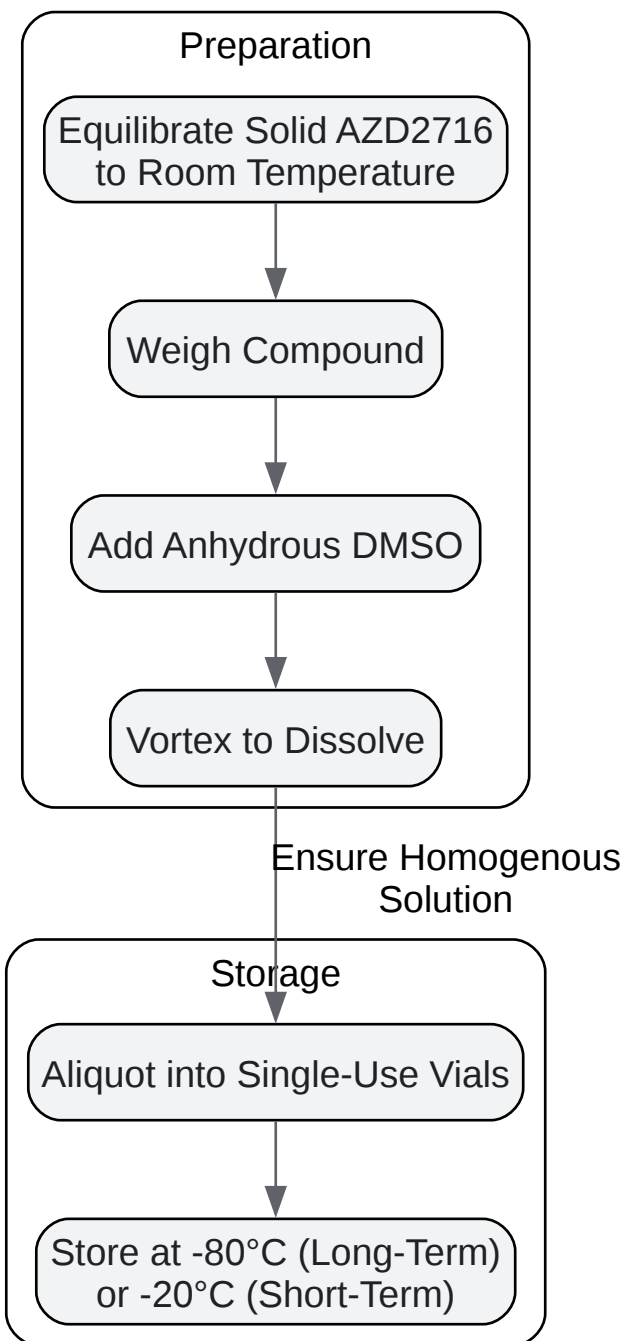 Preparation
Equilibrate Solid AZD2716
to Room Temperature
Weigh Compound
Add Anhydrous DMSO
Vortex to Dissolve
Ensure Homogenous
Solution
Storage
Aliquot into Single-Use Vials
Store at -80°C (Long-Term)
or -20°C (Short-Term)